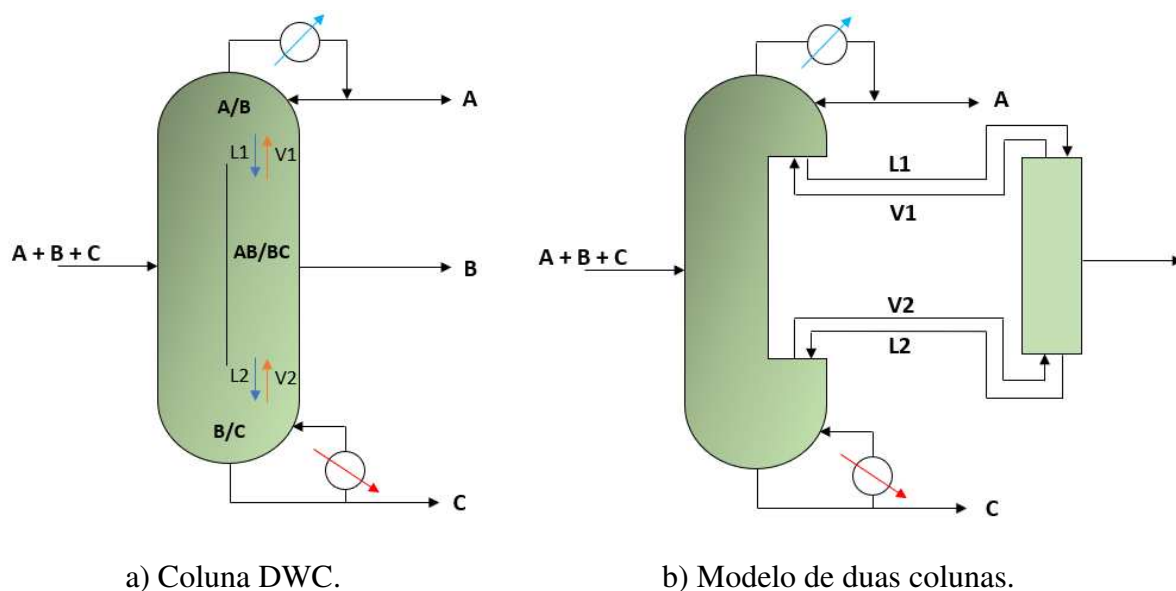 A/B
A
L1
V1
A + B + C
AB/BC
B
L2
V2
B/C
C
a) Coluna DWC.
A
L1
V1
A + B + C
V2
L2
C
b) Modelo de duas colunas.